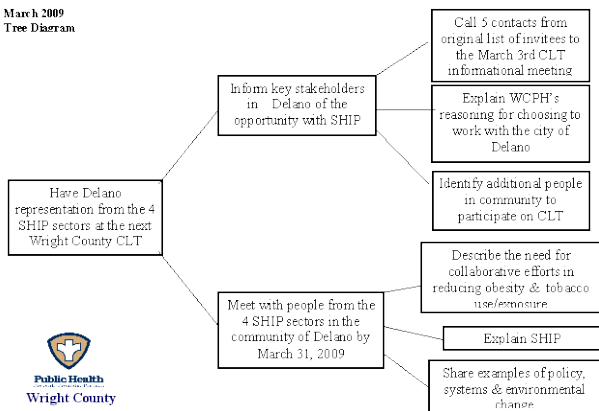 March 2009
Tree Diagram
Call 5 contacts from
original list of invitees to
the March 3rd CLT
informational meeting
Inform key stakeholders
in Delano of the
opportunity with SHIP
Explain WCPH's
reasoning for choosing to
work with the city of
Delano
Identify additional people
in community to
participate on CLT
Have Delano
representation from the 4
SHIP sectors at the next
Wright County CLT
Describe the need for
collaborative efforts in
reducing obesity & tobacco
use/exposure
Meet with people from the
4 SHIP sectors in the
community of Delano by
March 31, 2009
Explain SHIP
Share examples of policy,
systems & environmental
change
Public Health
Wright County